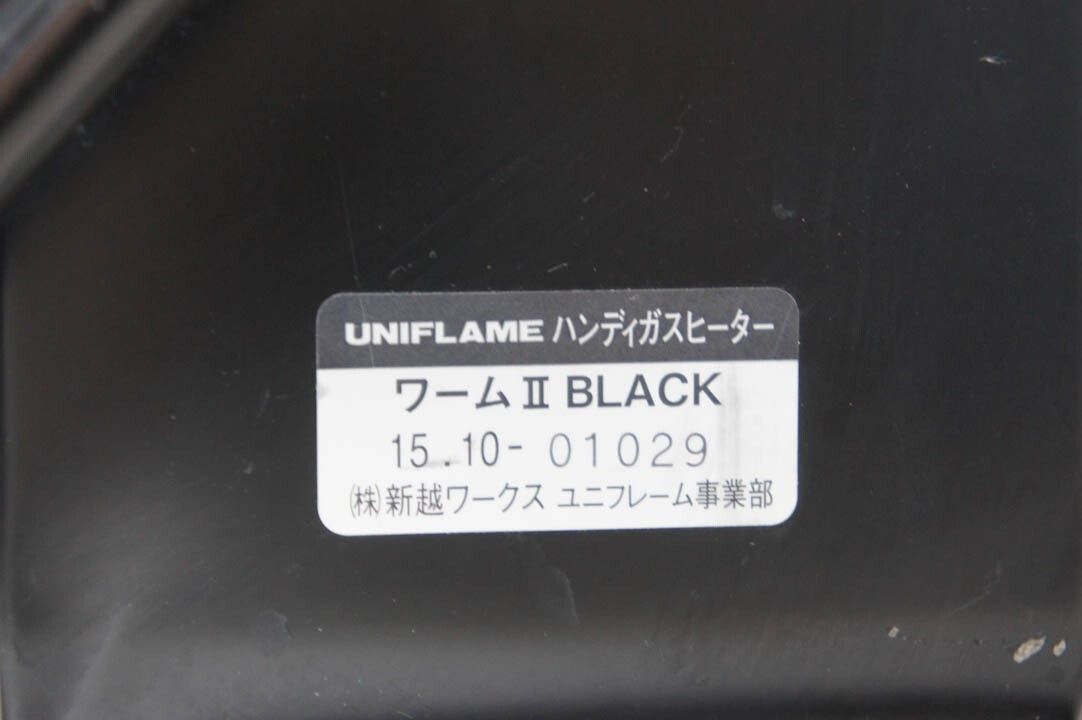 UNIFLAME ハンディガスヒーター
ワームⅡ BLACK
15.10- 01029
㈱新越ワークス ユニフレーム事業部